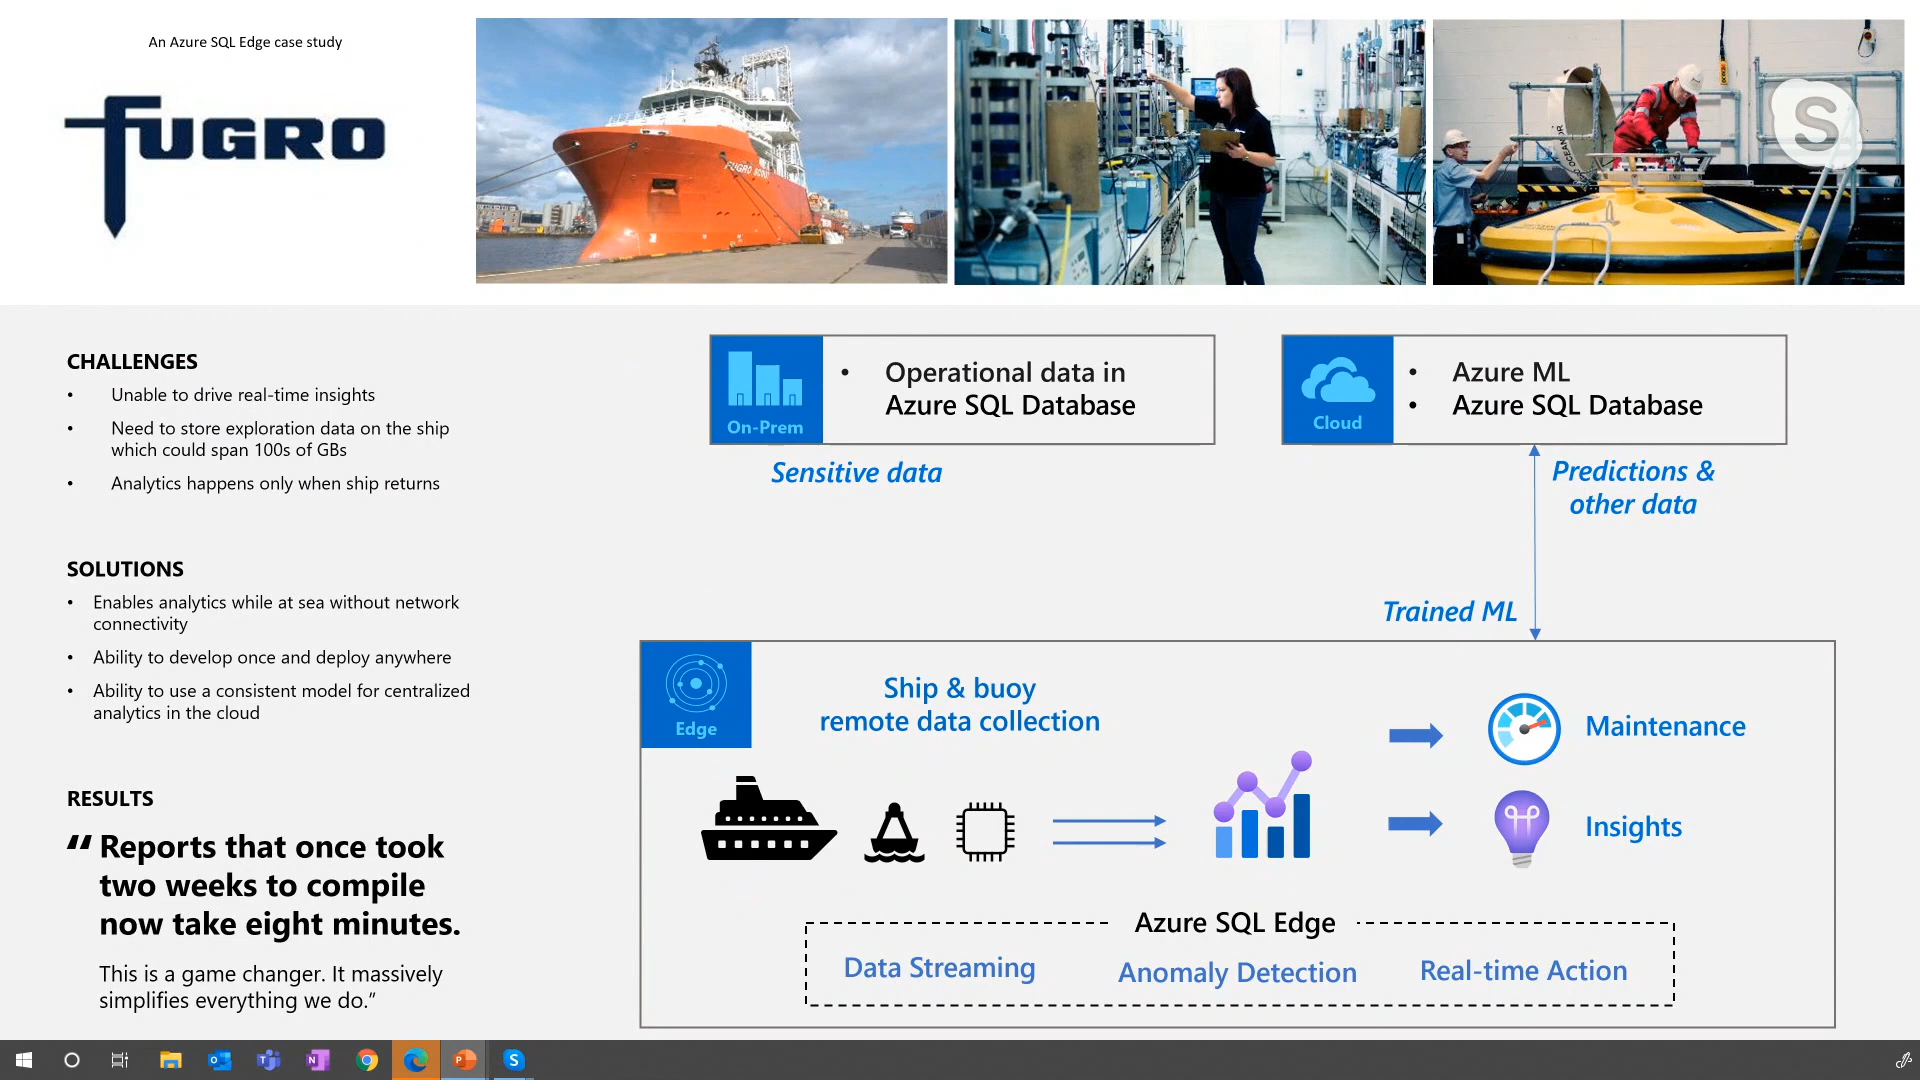 An Azure SQL Edge case study
FUGRO
FUGRO SCOUT
OCEANOR
CHALLENGES
• Unable to drive real-time insights
• Need to store exploration data on the ship
which could span 100s of GBs
• Analytics happens only when ship returns
SOLUTIONS
• Enables analytics while at sea without network
connectivity
• Ability to develop once and deploy anywhere
• Ability to use a consistent model for centralized
analytics in the cloud
RESULTS
“ Reports that once took
two weeks to compile
now take eight minutes.
This is a game changer. It massively
simplifies everything we do.”
On-Prem
• Operational data in
Azure SQL Database
Sensitive data
Cloud
• Azure ML
• Azure SQL Database
Predictions &
other data
Trained ML
Edge
Ship & buoy
remote data collection
Maintenance
Insights
Azure SQL Edge
Data Streaming
Anomaly Detection
Real-time Action